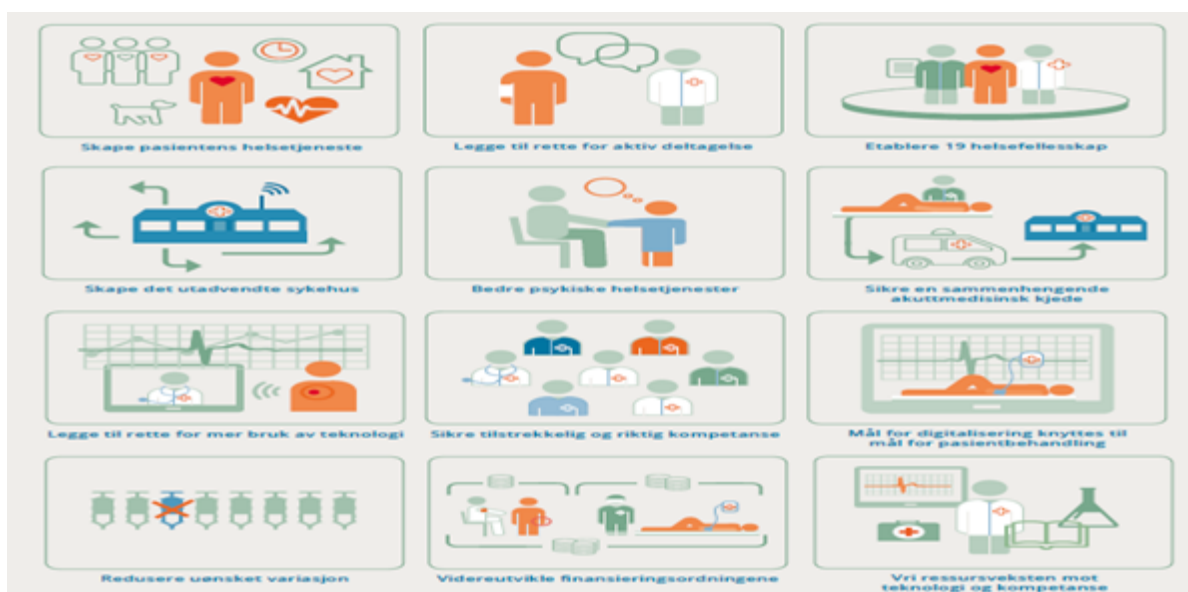 Skape pasientens helsetjeneste
Legge til rette for aktiv deltagelse
Etablere 19 helsefellesskap
Skape det utadvendte sykehus
Bedre psykiske helsetjenester
Sikre en sammenhengende
akuttmedisinsk kjede
Legge til rette for mer bruk av teknologi
Sikre tilstrekkelig og riktig kompetanse
Mål for digitalisering knyttes til
mål for pasientbehandling
Redusere uønsket variasjon
Videreutvikle finansieringsordningene
Vri ressursveksten mot
teknologi og kompetanse